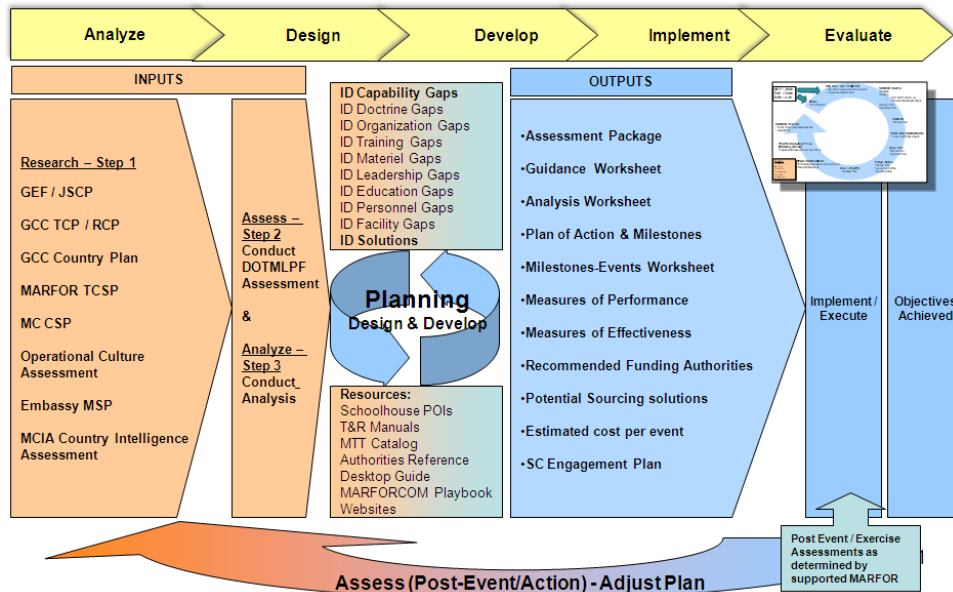 Analyze
Design
Develop
Implement
Evaluate
INPUTS
Research – Step 1
GEF / JSCP
GCC TCP / RCP
GCC Country Plan
MARFOR TCSP
MC CSP
Operational Culture
Assessment
Embassy MSP
MCIA Country Intelligence
Assessment
Assess –
Step 2
Conduct
DOTMLPF
Assessment
&
Analyze –
Step 3
Conduct
Analysis
ID Capability Gaps
ID Doctrine Gaps
ID Organization Gaps
ID Training Gaps
ID Materiel Gaps
ID Leadership Gaps
ID Education Gaps
ID Personnel Gaps
ID Facility Gaps
ID Solutions
Planning
Design & Develop
Resources:
Schoolhouse POIs
T&R Manuals
MTT Catalog
Authorities Reference
Desktop Guide
MARFORCOM Playbook
Websites
OUTPUTS
•Assessment Package
•Guidance Worksheet
•Analysis Worksheet
•Plan of Action & Milestones
•Milestones-Events Worksheet
•Measures of Performance
•Measures of Effectiveness
•Recommended Funding Authorities
•Potential Sourcing solutions
•Estimated cost per event
•SC Engagement Plan
Implement /
Execute
Objectives
Achieved
Post Event / Exercise
Assessments as
determined by
supported MARFOR
Assess (Post-Event/Action) - Adjust Plan